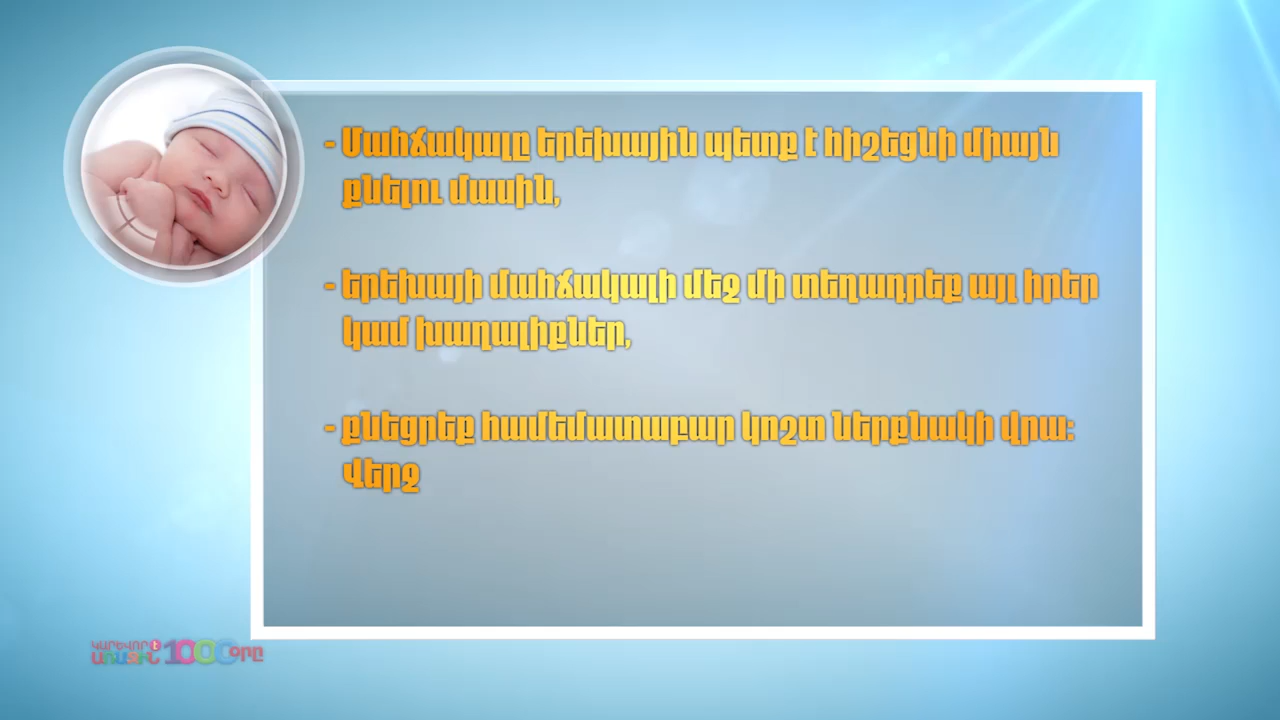 - Մահճակալը երեխային պետք է հիշեցնի միայն
քնելու մասին,
- երեխայի մահճակալի մեջ մի տեղադրեք այլ իրեր
կամ խաղալիքներ,
- քնեցրեք համեմատաբար կոշտ ներքնակի վրա:
Վերջ
ԿԱՐԵՎՈՐ է
ԱՌԱՋԻՆ 1000 ՕՐԸ